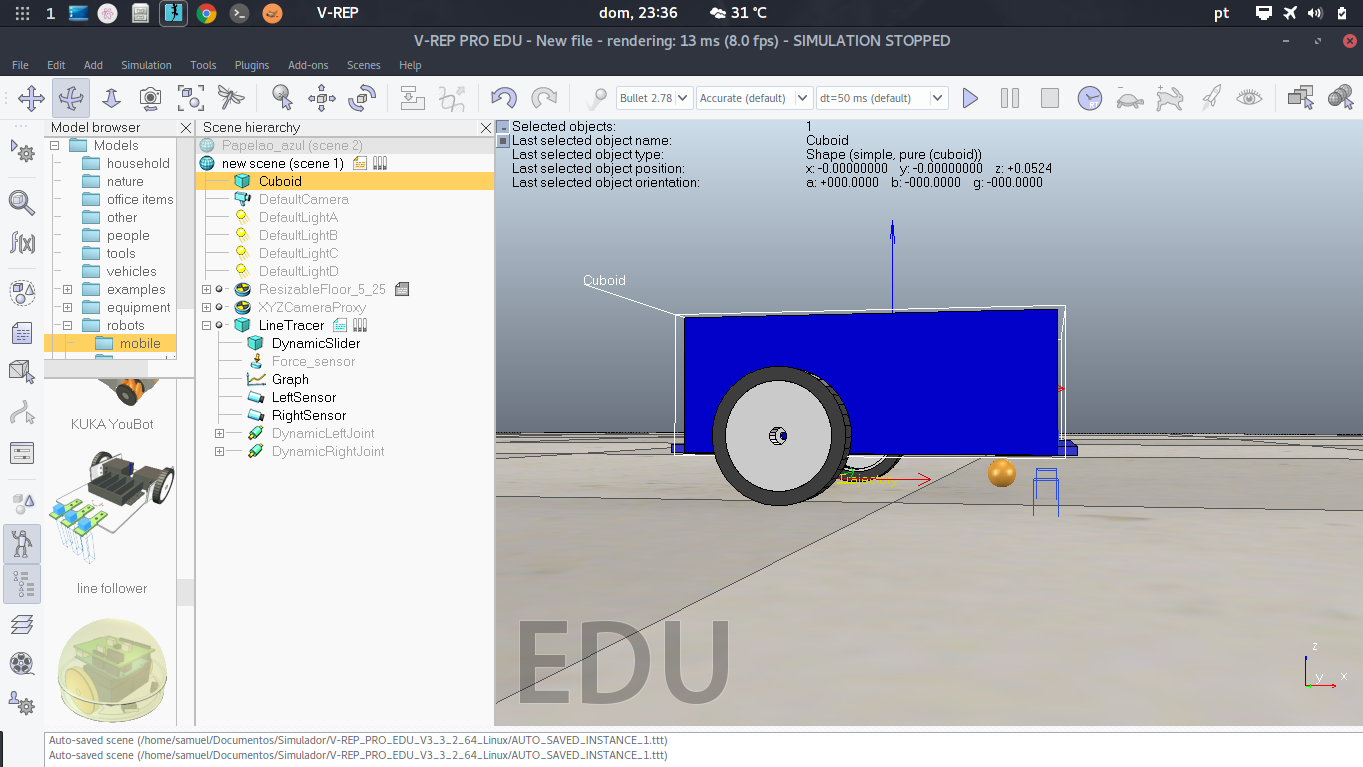 1 V-REP dom, 23:36 31 °C pt
V-REP PRO EDU - New file - rendering: 13 ms (8.0 fps) - SIMULATION STOPPED
File Edit Add Simulation Tools Plugins Add-ons Scenes Help
Bullet 2.78 Accurate (default) dt=50 ms (default)
Model browser
Models
household
nature
office items
other
people
tools
vehicles
examples
equipment
robots
mobile
KUKA YouBot
line follower
Scene hierarchy
Papelao_azul (scene 2)
new scene (scene 1)
Cuboid
DefaultCamera
DefaultLightA
DefaultLightB
DefaultLightC
DefaultLightD
ResizableFloor_5_25
XYZCameraProxy
LineTracer
DynamicSlider
Force_sensor
Graph
LeftSensor
RightSensor
DynamicLeftJoint
DynamicRightJoint
Selected objects: 1
Last selected object name: Cuboid
Last selected object type: Shape (simple, pure (cuboid))
Last selected object position: x: -0.00000000 y: -0.00000000 z: +0.0524
Last selected object orientation: a: +000.0000 b: -000.0000 g: -000.0000
Cuboid
EDU
z
y x
f(x)
Auto-saved scene (/home/samuel/Documentos/Simulador/V-REP_PRO_EDU_V3_3_2_64_Linux/AUTO_SAVED_INSTANCE_1.ttt)
Auto-saved scene (/home/samuel/Documentos/Simulador/V-REP_PRO_EDU_V3_3_2_64_Linux/AUTO_SAVED_INSTANCE_1.ttt)